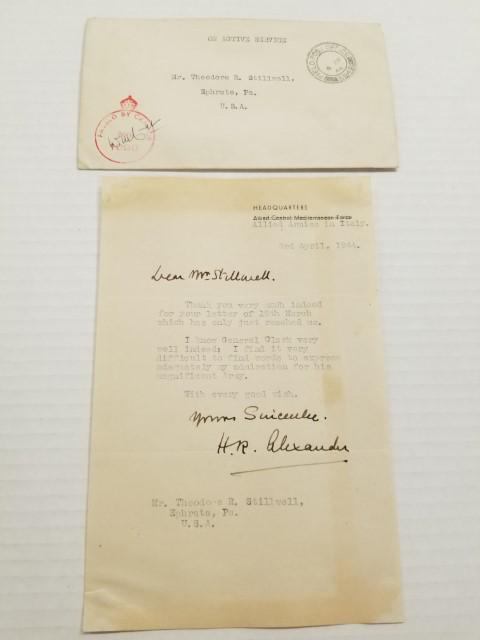 ON ACTIVE SERVICE
Mr. Theodore R. Stillwell,
Ephrata, Pa.
U.S.A.
FIELD POST OFFICE
PASSED BY CENSOR
HEADQUARTERS
Allied Central Mediterranean Force
Allied Armies in Italy.
3rd April, 1944.
Dear Mr. Stillwell.
Thank you very much indeed
for your letter of 15th March
which has only just reached me.
I know General Clark very
well indeed; I find it very
difficult to find words to express
adequately my admiration for his
magnificent Army.
With every good wish.
Yours Sincerely.
H.R. Alexander
Mr. Theodore R. Stillwell,
Ephrata, Pa.
U.S.A.